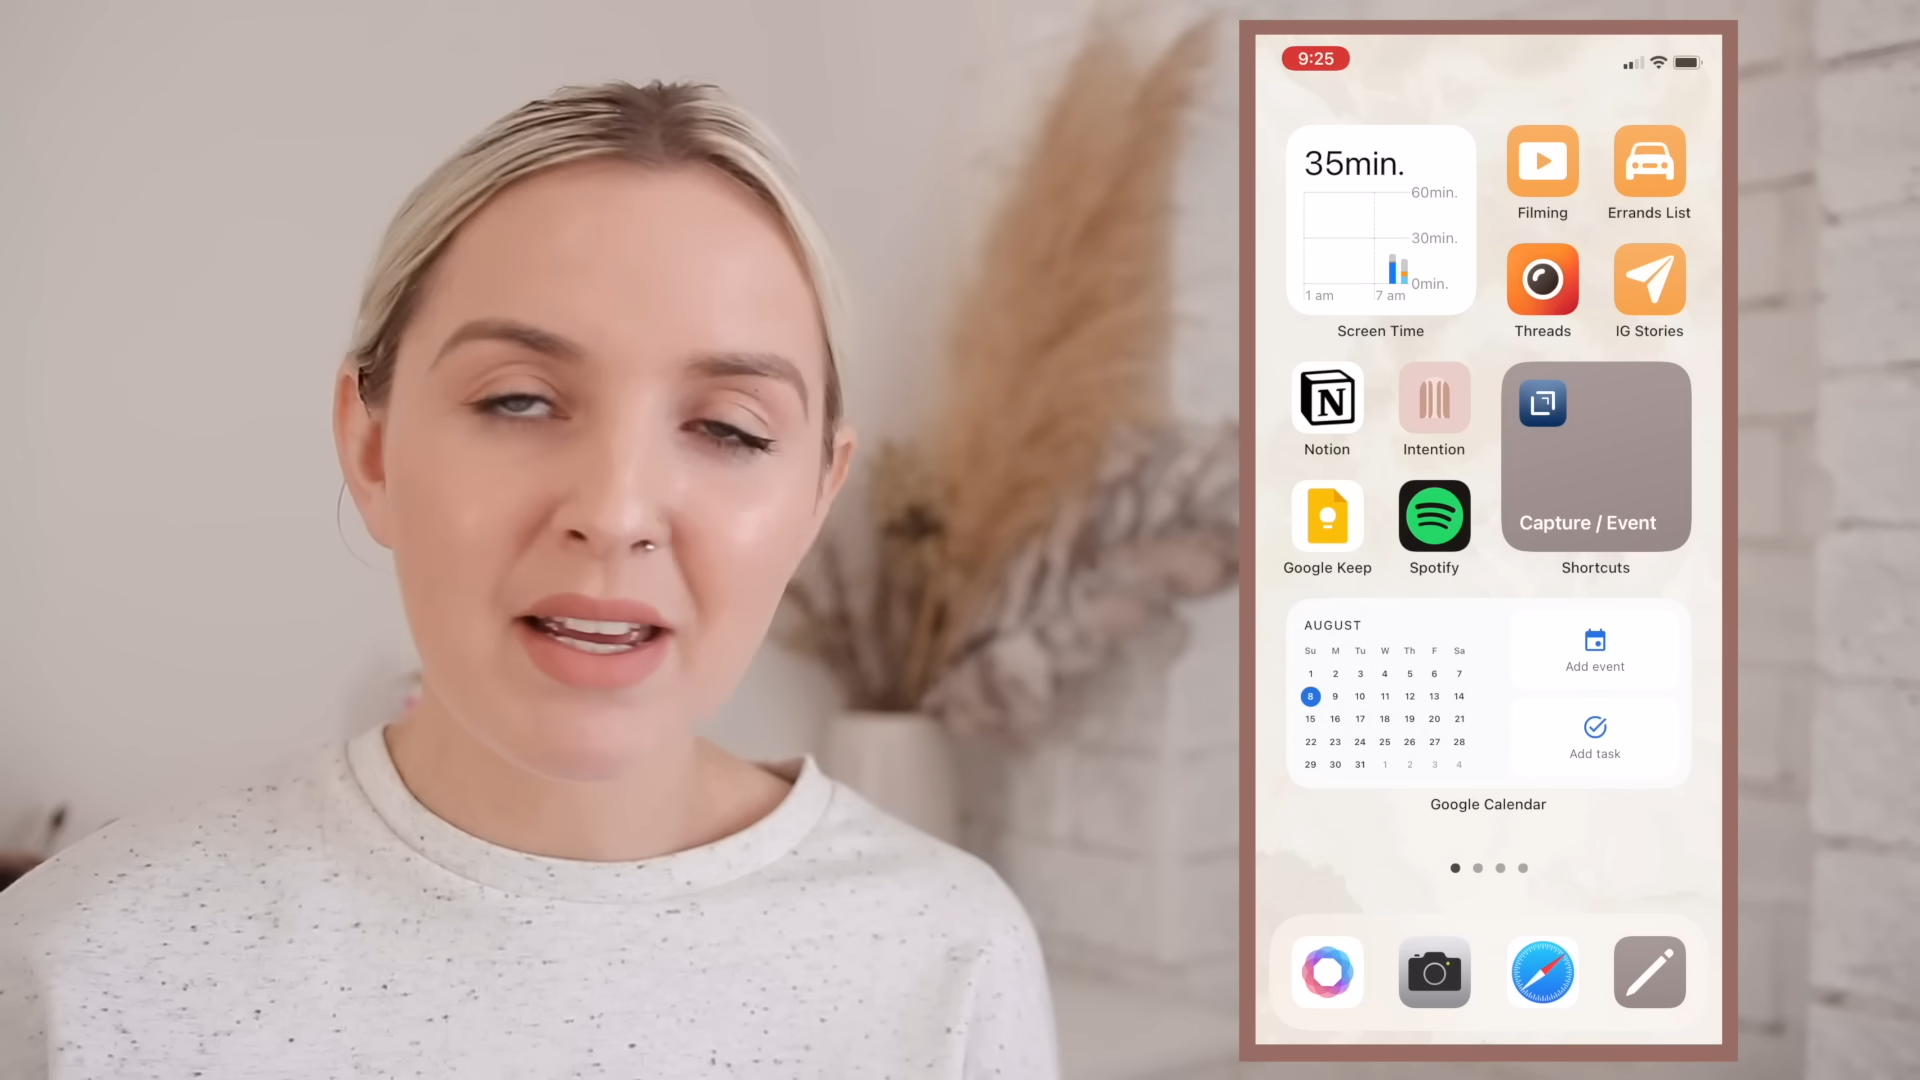 9:25
35min.
60min.
30min.
0min.
1 am
7 am
Screen Time
Filming
Errands List
Threads
IG Stories
N
Notion
Intention
Capture / Event
Google Keep
Spotify
Shortcuts
AUGUST
Su M Tu W Th F Sa
1 2 3 4 5 6 7
8 9 10 11 12 13 14
15 16 17 18 19 20 21
22 23 24 25 26 27 28
29 30 31 1 2 3 4
Add event
Add task
Google Calendar